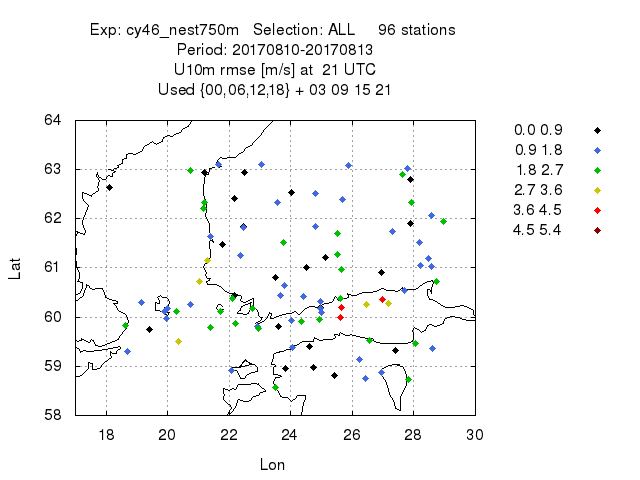 Exp: cy46_nest750m   Selection: ALL     96 stations
Period: 20170810-20170813
U10m rmse [m/s] at  21 UTC
Used {00,06,12,18} + 03 09 15 21
64
63
62
61
60
59
58
Lat
18 20 22 24 26 28 30
Lon
0.0 0.9
0.9 1.8
1.8 2.7
2.7 3.6
3.6 4.5
4.5 5.4